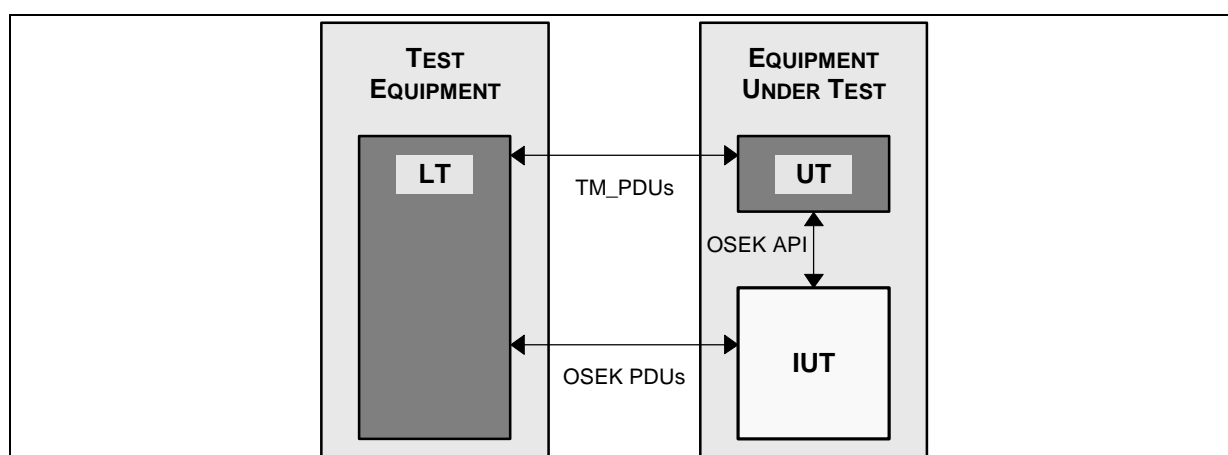 TEST
EQUIPMENT
EQUIPMENT
UNDER TEST
LT
UT
TM_PDUs
OSEK API
IUT
OSEK PDUs